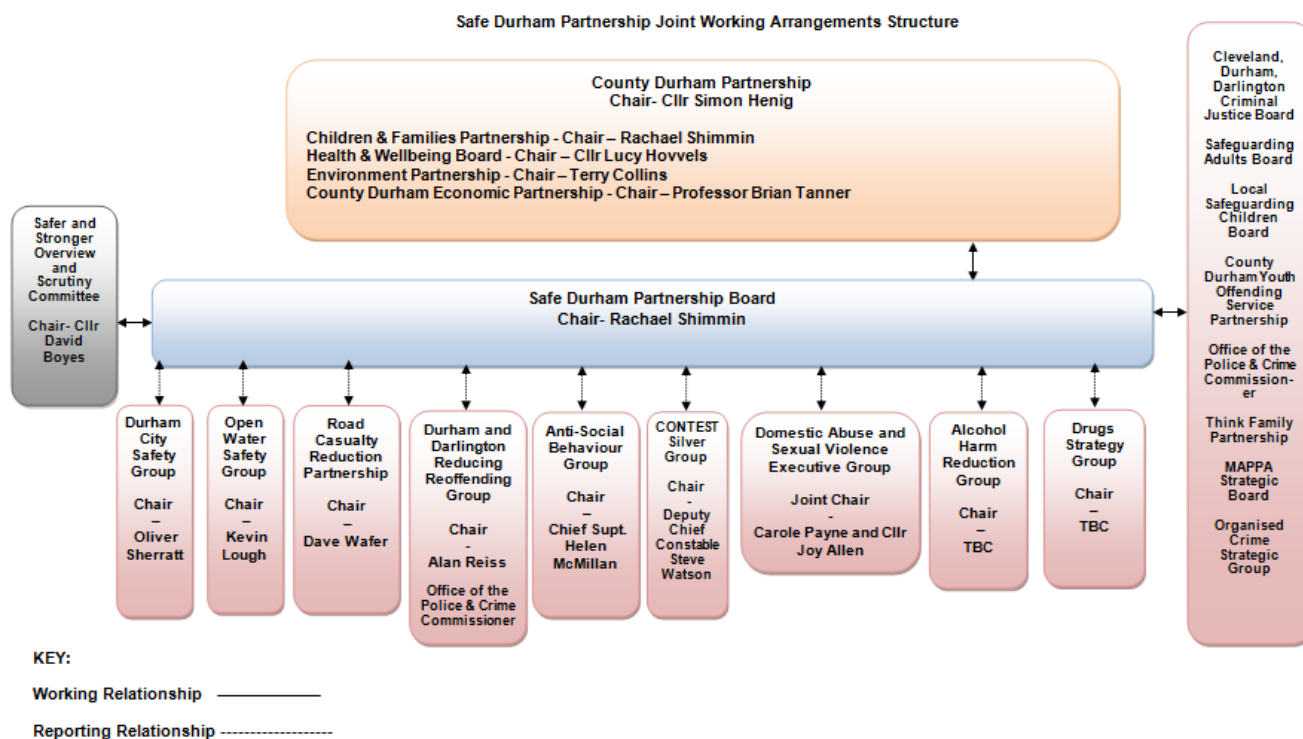 Safe Durham Partnership Joint Working Arrangements Structure
County Durham Partnership
Chair- Cllr Simon Henig
Children & Families Partnership - Chair – Rachael Shimmin
Health & Wellbeing Board - Chair – Cllr Lucy Hovvels
Environment Partnership - Chair – Terry Collins
County Durham Economic Partnership - Chair – Professor Brian Tanner
Cleveland,
Durham,
Darlington
Criminal
Justice Board
Safeguarding
Adults Board
Local
Safeguarding
Children
Board
County
Durham Youth
Offending
Service
Partnership
Office of the
Police & Crime
Commission-
er
Think Family
Partnership
MAPPA
Strategic
Board
Organised
Crime
Strategic
Group
Safer and
Stronger
Overview
and
Scrutiny
Committee
Chair- Cllr
David
Boyes
Safe Durham Partnership Board
Chair- Rachael Shimmin
Durham
City
Safety
Group
Chair
–
Oliver
Sherratt
Open
Water
Safety
Group
Chair
–
Kevin
Lough
Road
Casualty
Reduction
Partnership
Chair
–
Dave Wafer
Durham and
Darlington
Reducing
Reoffending
Group
Chair
-
Alan Reiss
Office of the
Police & Crime
Commissioner
Anti-Social
Behaviour
Group
Chair
–
Chief Supt.
Helen
McMillan
CONTEST
Silver
Group
Chair
-
Deputy
Chief
Constable
Steve
Watson
Domestic Abuse and
Sexual Violence
Executive Group
Joint Chair
-
Carole Payne and Cllr
Joy Allen
Alcohol
Harm
Reduction
Group
Chair
–
TBC
Drugs
Strategy
Group
Chair
–
TBC
KEY:
Working Relationship
Reporting Relationship